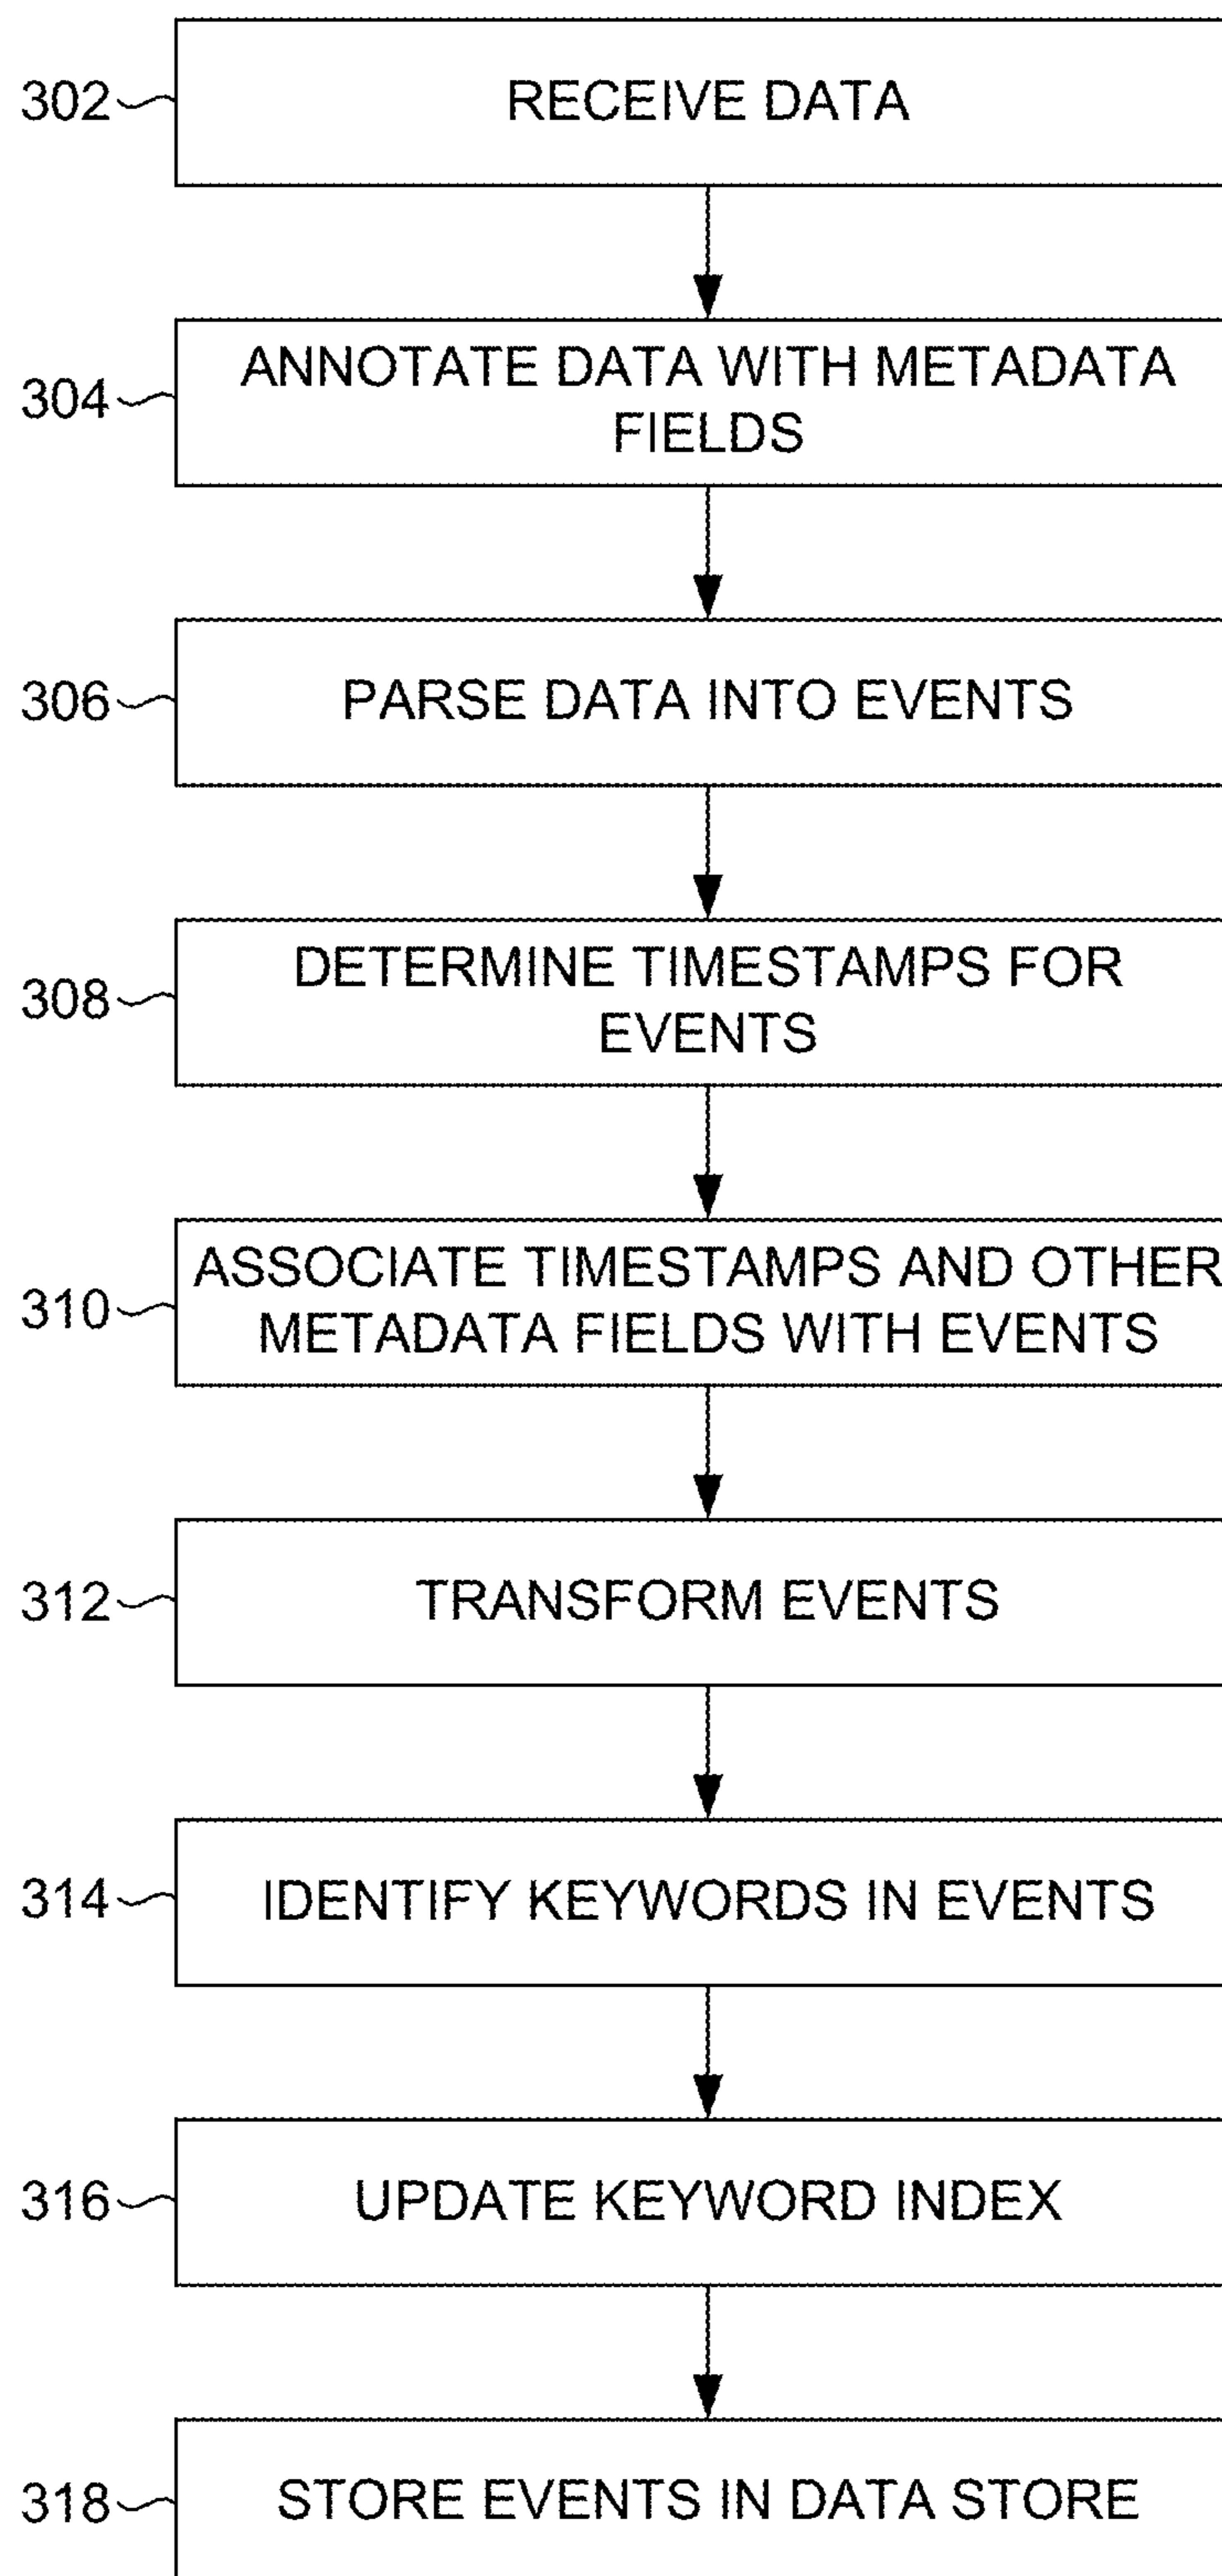 302
RECEIVE DATA
304
ANNOTATE DATA WITH METADATA
FIELDS
306
PARSE DATA INTO EVENTS
308
DETERMINE TIMESTAMPS FOR
EVENTS
310
ASSOCIATE TIMESTAMPS AND OTHER
METADATA FIELDS WITH EVENTS
312
TRANSFORM EVENTS
314
IDENTIFY KEYWORDS IN EVENTS
316
UPDATE KEYWORD INDEX
318
STORE EVENTS IN DATA STORE